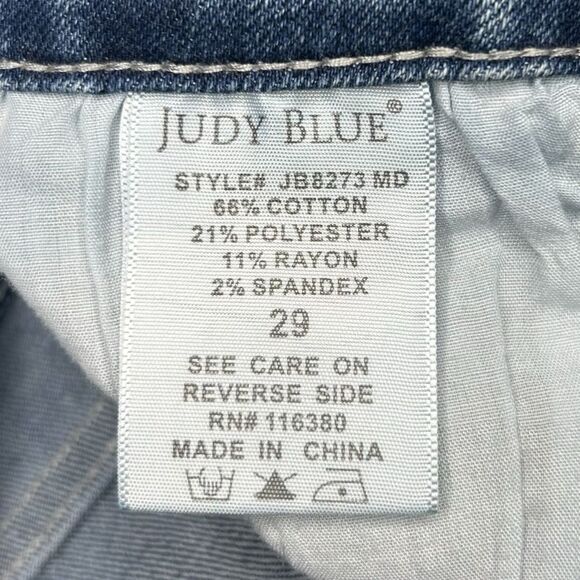 JUDY BLUE®
STYLE# JB8273 MD
66% COTTON
21% POLYESTER
11% RAYON
2% SPANDEX
29
SEE CARE ON
REVERSE SIDE
RN# 116380
MADE IN CHINA